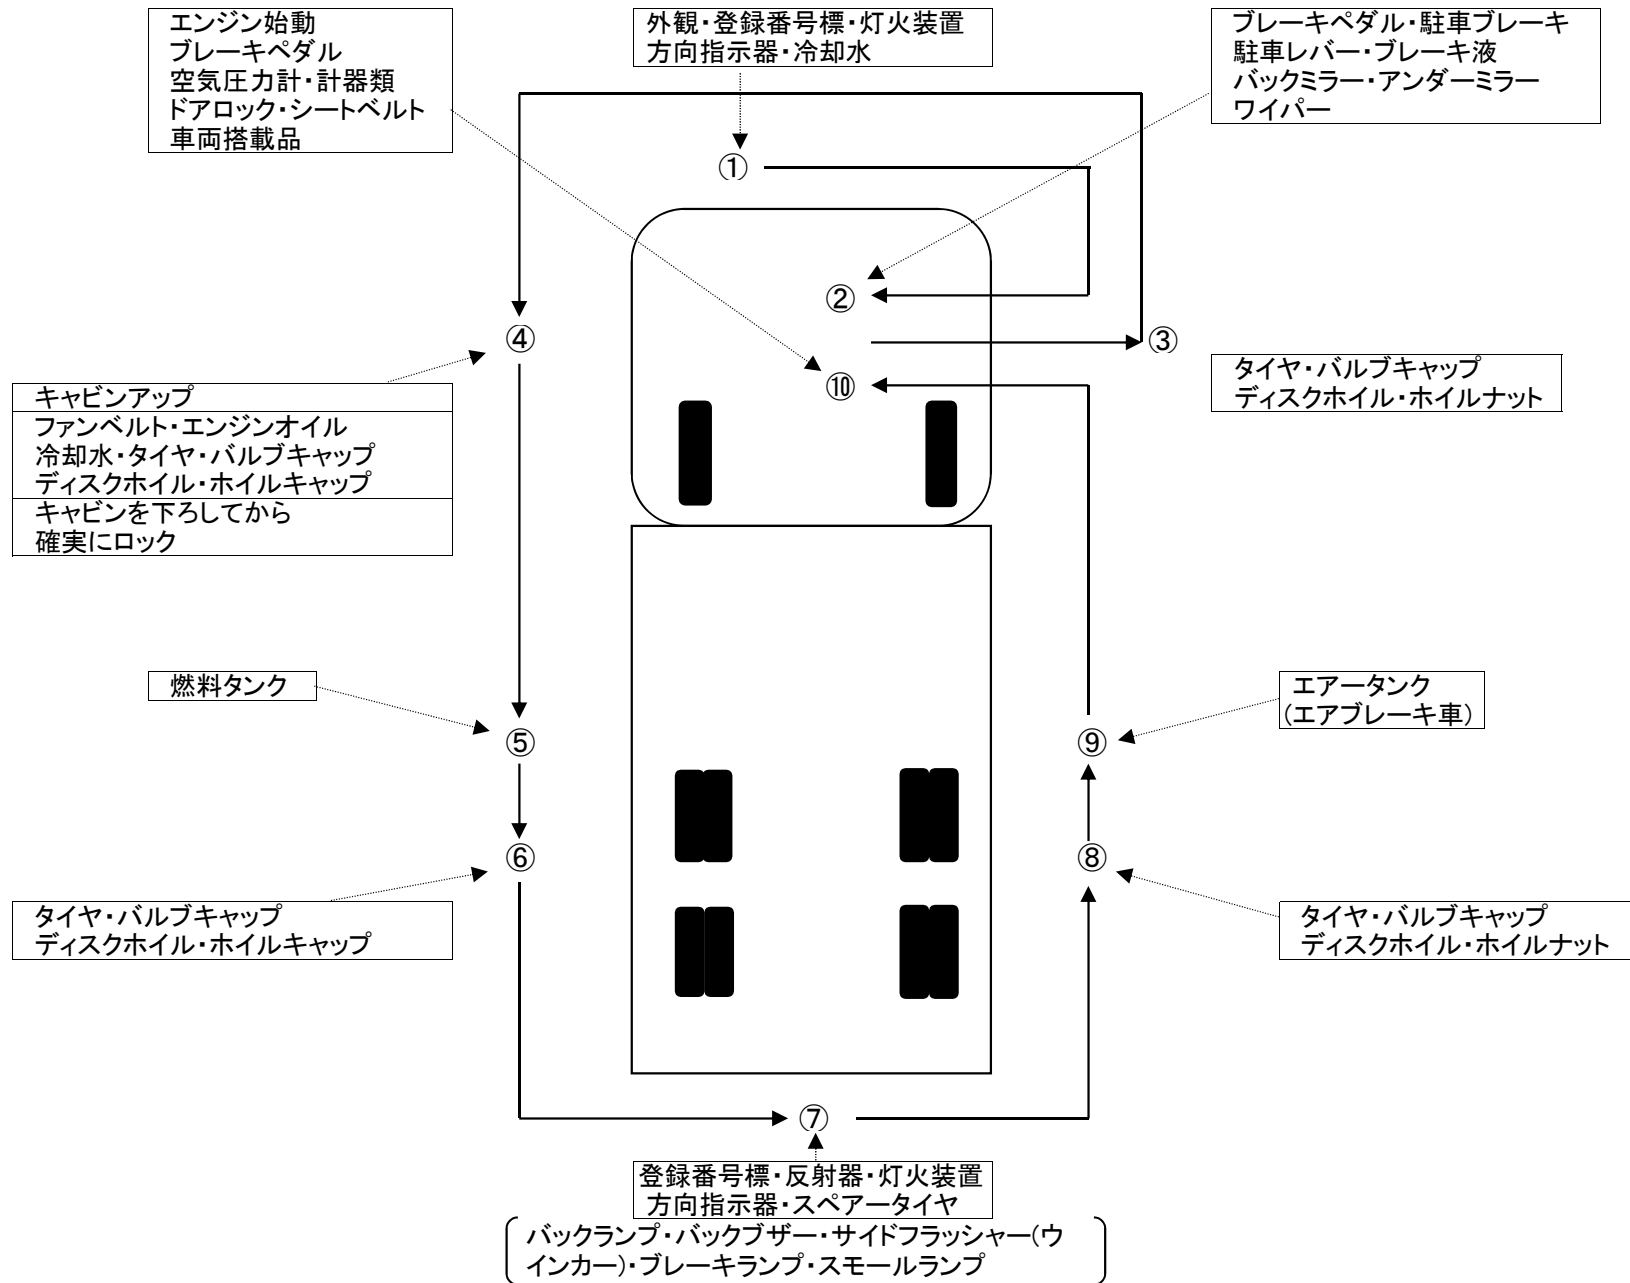 エンジン始動
ブレーキペダル
空気圧力計・計器類
ドアロック・シートベルト
車両搭載品
外観・登録番号標・灯火装置
方向指示器・冷却水
ブレーキペダル・駐車ブレーキ
駐車レバー・ブレーキ液
バックミラー・アンダーミラー
ワイパー
①
②
③
④
⑩
タイヤ・バルブキャップ
ディスクホイル・ホイルナット
キャビンアップ
ファンベルト・エンジンオイル
冷却水・タイヤ・バルブキャップ
ディスクホイル・ホイルキャップ
キャビンを下ろしてから
確実にロック
燃料タンク
エアータンク
(エアブレーキ車)
⑤
⑨
⑥
⑧
タイヤ・バルブキャップ
ディスクホイル・ホイルキャップ
タイヤ・バルブキャップ
ディスクホイル・ホイルナット
⑦
登録番号標・反射器・灯火装置
方向指示器・スペアータイヤ
バックランプ・バックブザー・サイドフラッシャー(ウ
インカー)・ブレーキランプ・スモールランプ